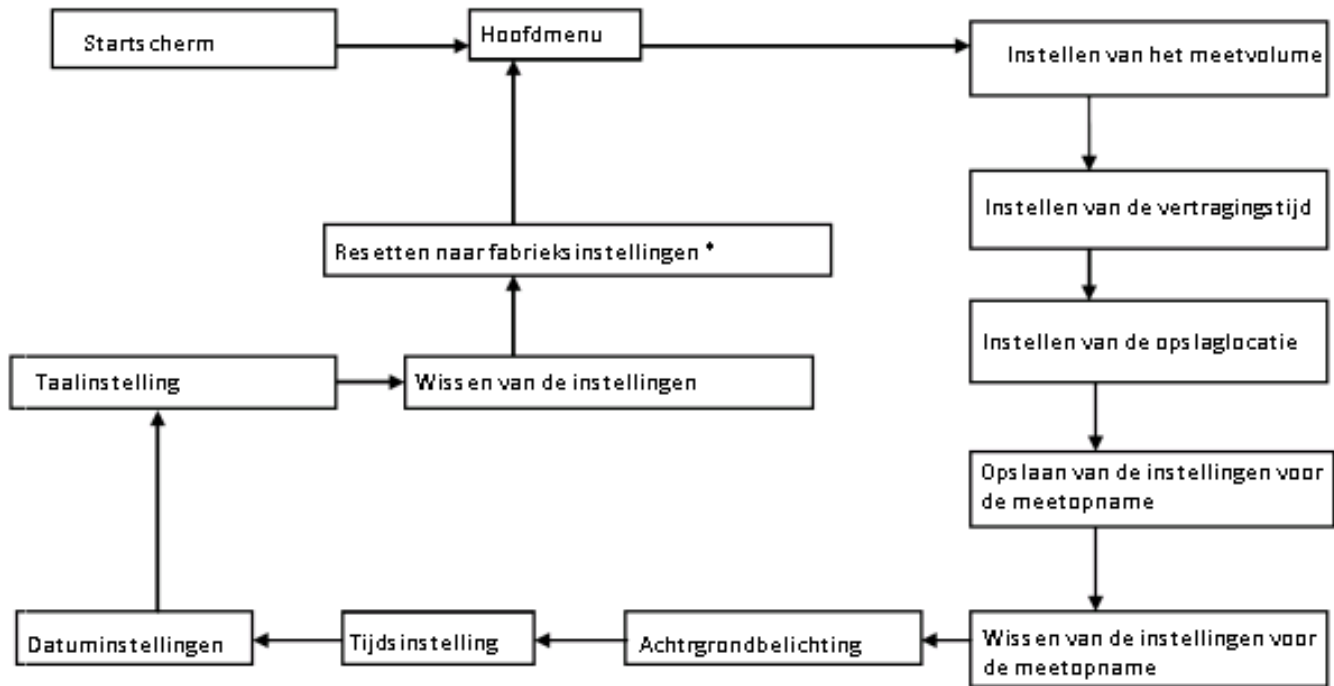 Startscherm
Hoofdmenu
Instellen van het meetvolume
Instellen van de vertragingstijd
Resetten naar fabrieksinstellingen *
Instellen van de opslaglocatie
Taalinstelling
Wissen van de instellingen
Opslaan van de instellingen voor
de meetopname
Datuminstellingen
Tijdsinstelling
Achtrgrondbelichting
Wissen van de instellingen voor
de meetopname